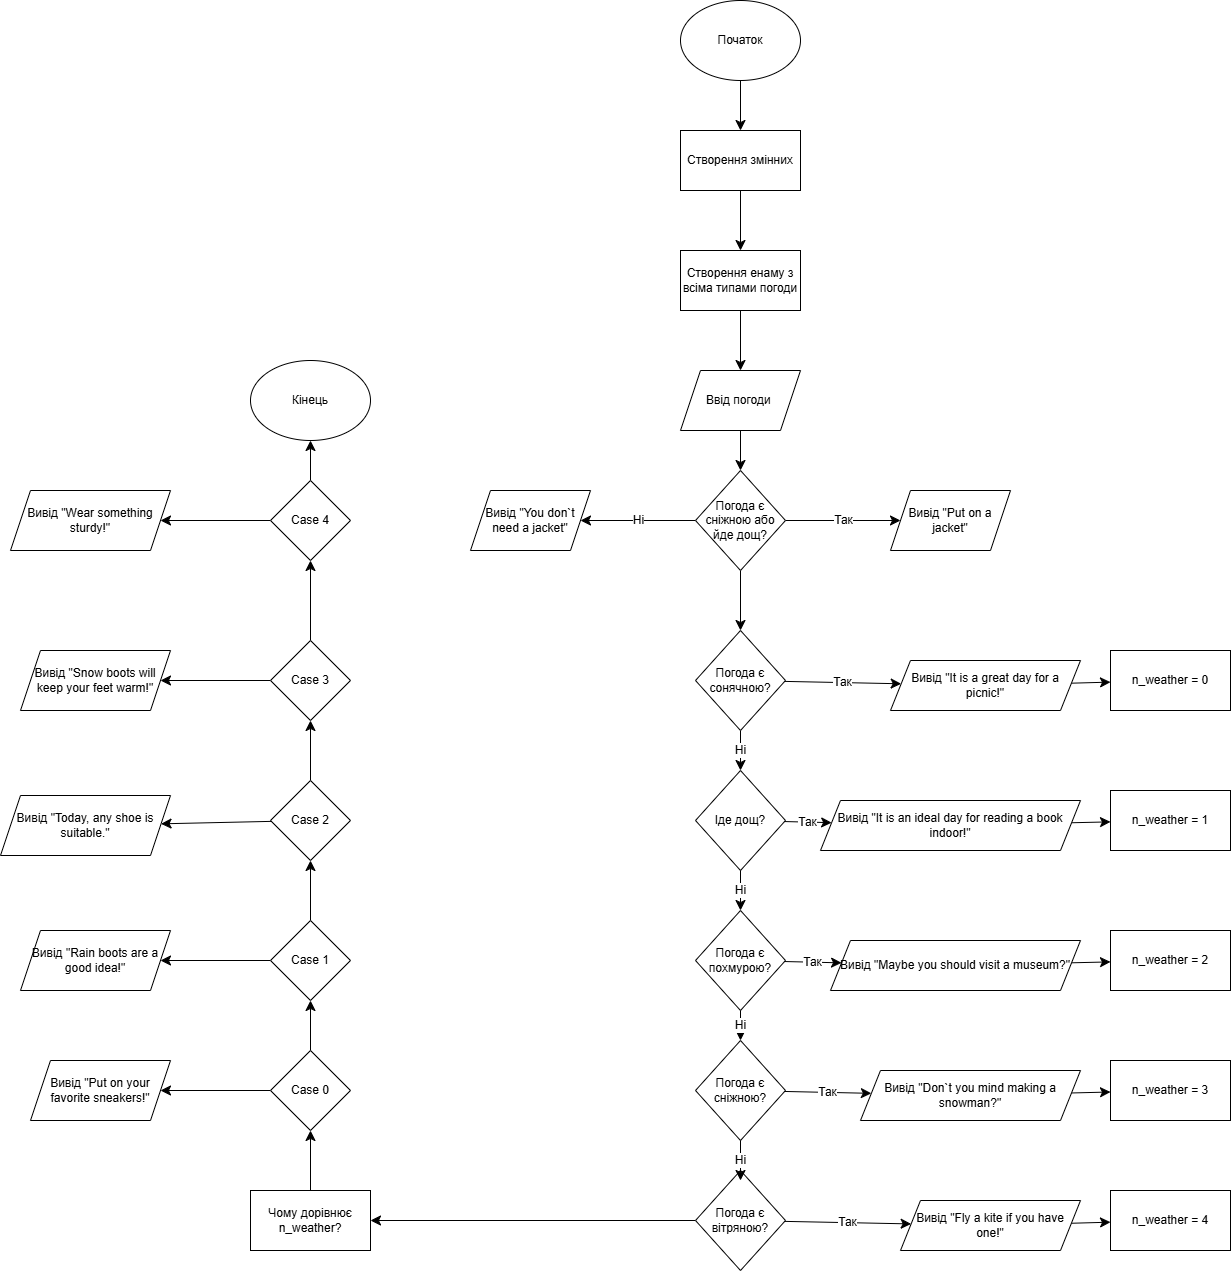 Початок
Створення змінних
Створення енаму з
всіма типами погоди
Ввід погоди
Погода є
сніжною або
йде дощ?
Ні
Вивід "You don`t
need a jacket"
Так
Вивід "Put on a
jacket"
Погода є
сонячною?
Так
Вивід "It is a great day for a
picnic!"
n_weather = 0
Ні
Іде дощ?
Так
Вивід "It is an ideal day for reading a book
indoor!"
n_weather = 1
Ні
Погода є
похмурою?
Так
Вивід "Maybe you should visit a museum?"
n_weather = 2
Ні
Погода є
сніжною?
Так
Вивід "Don`t you mind making a
snowman?"
n_weather = 3
Ні
Погода є
вітряною?
Так
Вивід "Fly a kite if you have
one!"
n_weather = 4
Чому дорівнює
n_weather?
Case 0
Вивід "Put on your
favorite sneakers!"
Case 1
Вивід "Rain boots are a
good idea!"
Case 2
Вивід "Today, any shoe is
suitable."
Case 3
Вивід "Snow boots will
keep your feet warm!"
Case 4
Вивід "Wear something
sturdy!"
Кінець